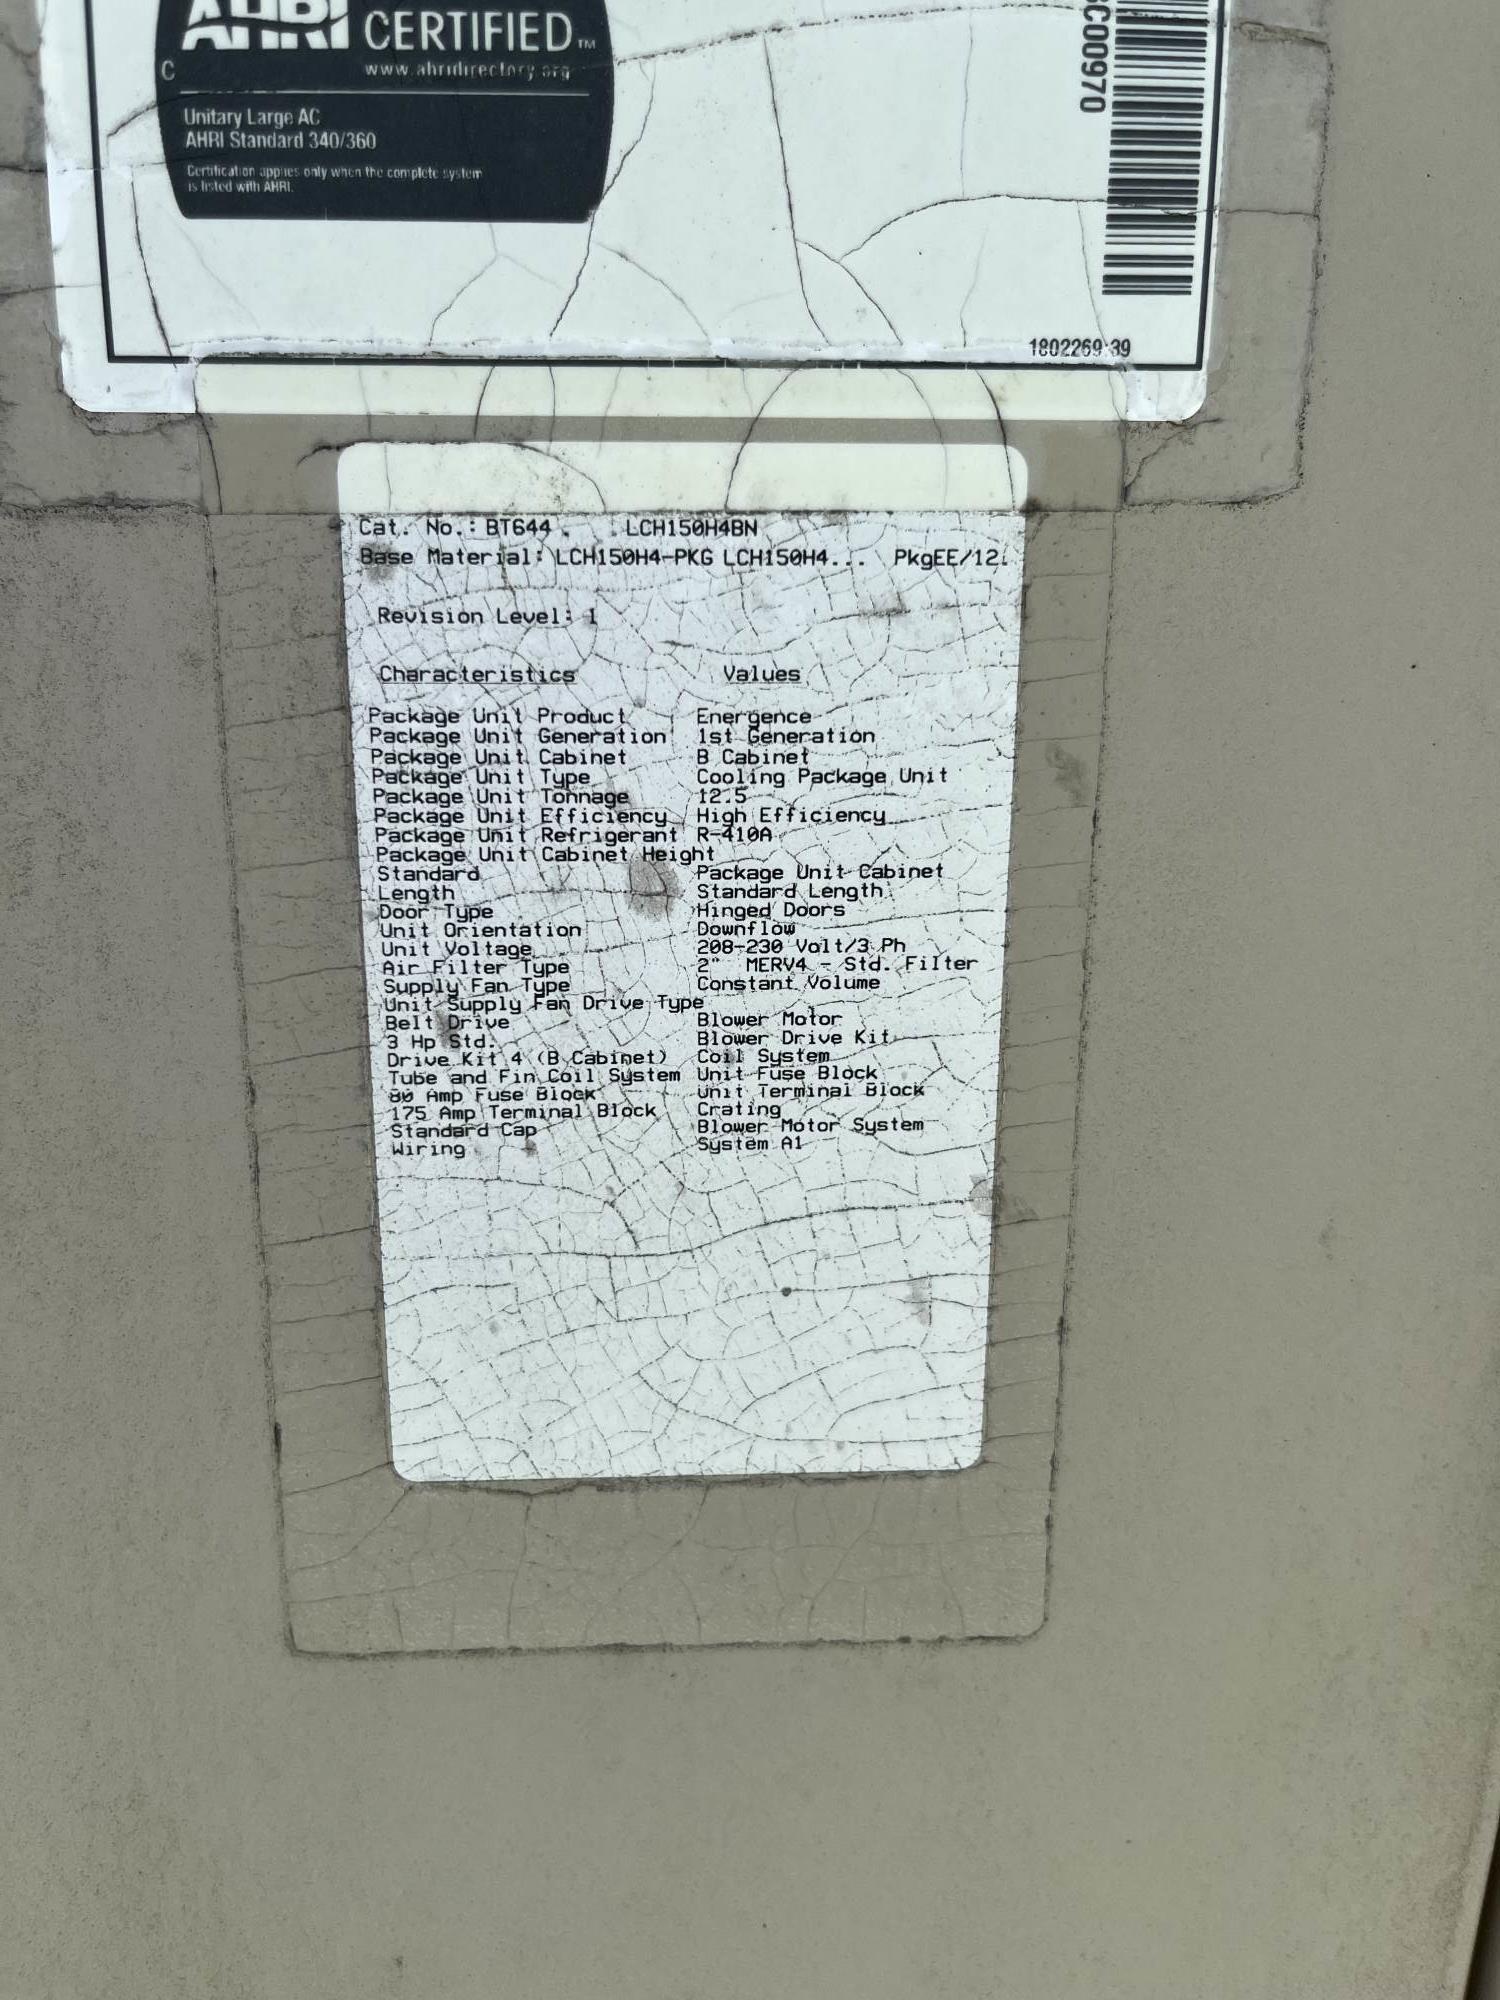 AHRI CERTIFIED™
C
www.ahridirectory.org
Unitary Large AC
AHRI Standard 340/360
Certification applies only when the complete system
is listed with AHRI.
C00970
1802269:39
Cat. No.: BT644 LCH150H4BN
Base Material: LCH150H4-PKG LCH150H4... PkgEE/12.
Revision Level: 1
Characteristics Values
Package Unit Product Energence
Package Unit Generation 1st Generation
Package Unit Cabinet B Cabinet
Package Unit Type Cooling Package Unit
Package Unit Tonnage 12.5
Package Unit Efficiency High Efficiency
Package Unit Refrigerant R-410A
Package Unit Cabinet Height
Standard Package Unit Cabinet
Length Standard Length
Door Type Hinged Doors
Unit Orientation Downflow
Unit Voltage 208-230 Volt/3 Ph
Air Filter Type 2" MERV4 - Std. Filter
Supply Fan Type Constant Volume
Unit Supply Fan Drive Type
Belt Drive Blower Motor
3 Hp Std. Blower Drive Kit
Drive Kit 4 (B Cabinet) Coil System
Tube and Fin Coil System Unit Fuse Block
80 Amp Fuse Block Unit Terminal Block
175 Amp Terminal Block Crating
Standard Cap Blower Motor System
Wiring System A1